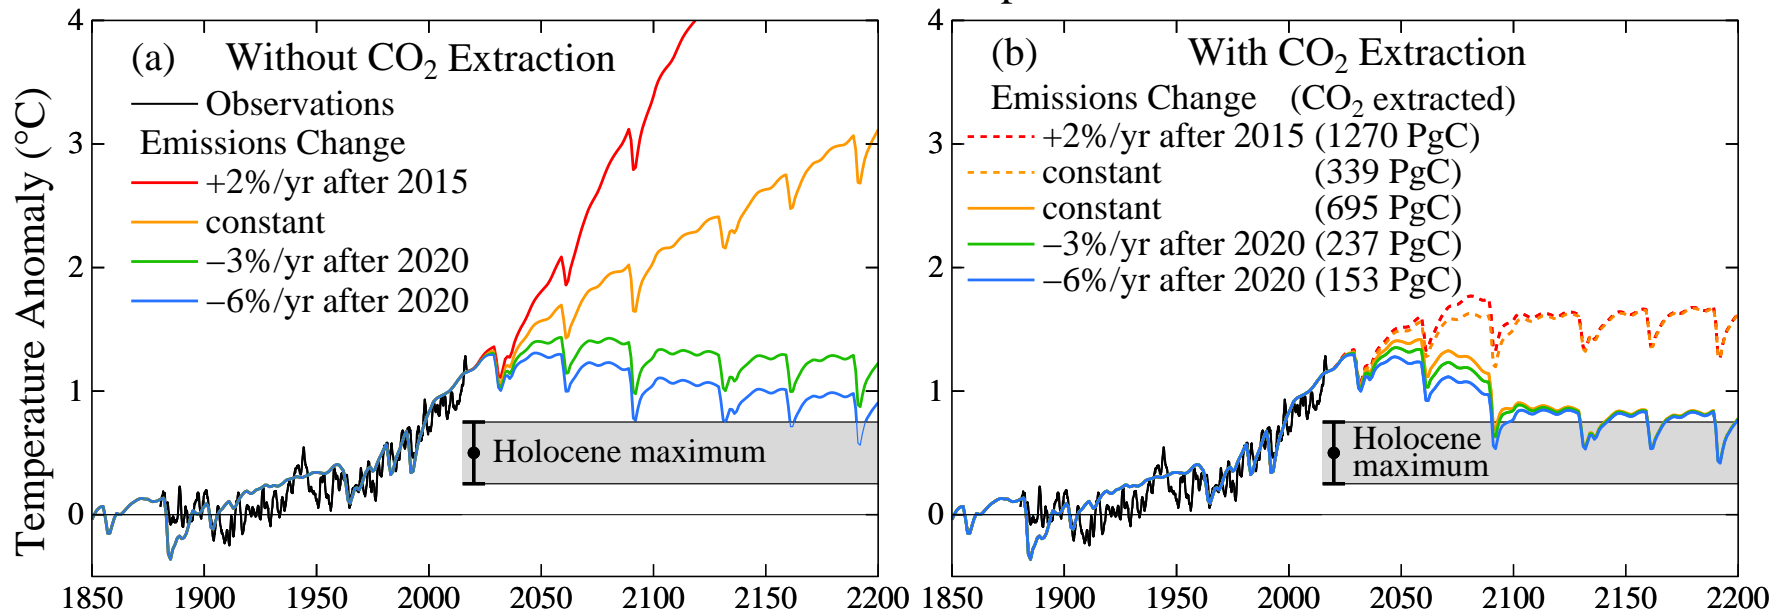 (a) Without CO₂ Extraction
Observations
Emissions Change
+2%/yr after 2015
constant
−3%/yr after 2020
−6%/yr after 2020
Holocene maximum
Temperature Anomaly (°C)
4
3
2
1
0
1850 1900 1950 2000 2050 2100 2150 2200
(b) With CO₂ Extraction
Emissions Change (CO₂ extracted)
+2%/yr after 2015 (1270 PgC)
constant (339 PgC)
constant (695 PgC)
−3%/yr after 2020 (237 PgC)
−6%/yr after 2020 (153 PgC)
Holocene
maximum
4
3
2
1
0
1850 1900 1950 2000 2050 2100 2150 2200